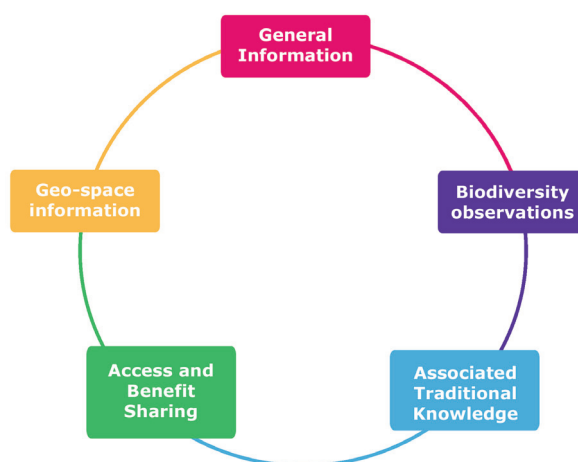 General
Information
Biodiversity
observations
Associated
Traditional
Knowledge
Access and
Benefit
Sharing
Geo-space
information